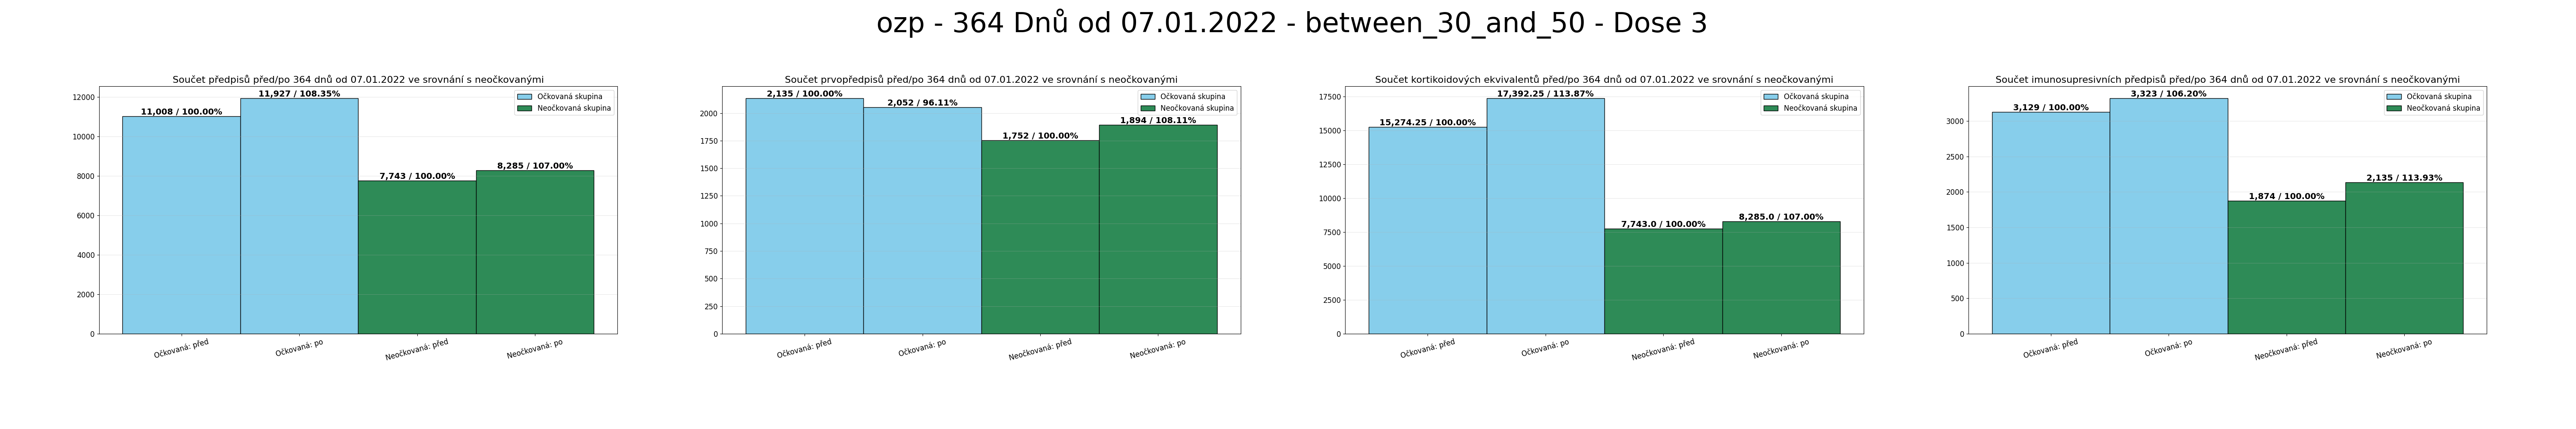 ozp - 364 Dnů od 07.01.2022 - between_30_and_50 - Dose 3
Součet předpisů před/po 364 dnů od 07.01.2022 ve srovnání s neočkovanými
12000
10000
8000
6000
4000
2000
0
11,008 / 100.00%
11,927 / 108.35%
7,743 / 100.00%
8,285 / 107.00%
Očkovaná skupina
Neočkovaná skupina
Očkovaná: před
Očkovaná: po
Neočkovaná: před
Neočkovaná: po
Součet prvopředpisů před/po 364 dnů od 07.01.2022 ve srovnání s neočkovanými
2000
1750
1500
1250
1000
750
500
250
0
2,135 / 100.00%
2,052 / 96.11%
1,752 / 100.00%
1,894 / 108.11%
Očkovaná skupina
Neočkovaná skupina
Očkovaná: před
Očkovaná: po
Neočkovaná: před
Neočkovaná: po
Součet kortikoidových ekvivalentů před/po 364 dnů od 07.01.2022 ve srovnání s neočkovanými
17500
15000
12500
10000
7500
5000
2500
0
15,274.25 / 100.00%
17,392.25 / 113.87%
7,743.0 / 100.00%
8,285.0 / 107.00%
Očkovaná skupina
Neočkovaná skupina
Očkovaná: před
Očkovaná: po
Neočkovaná: před
Neočkovaná: po
Součet imunosupresivních předpisů před/po 364 dnů od 07.01.2022 ve srovnání s neočkovanými
3000
2500
2000
1500
1000
500
0
3,129 / 100.00%
3,323 / 106.20%
1,874 / 100.00%
2,135 / 113.93%
Očkovaná skupina
Neočkovaná skupina
Očkovaná: před
Očkovaná: po
Neočkovaná: před
Neočkovaná: po